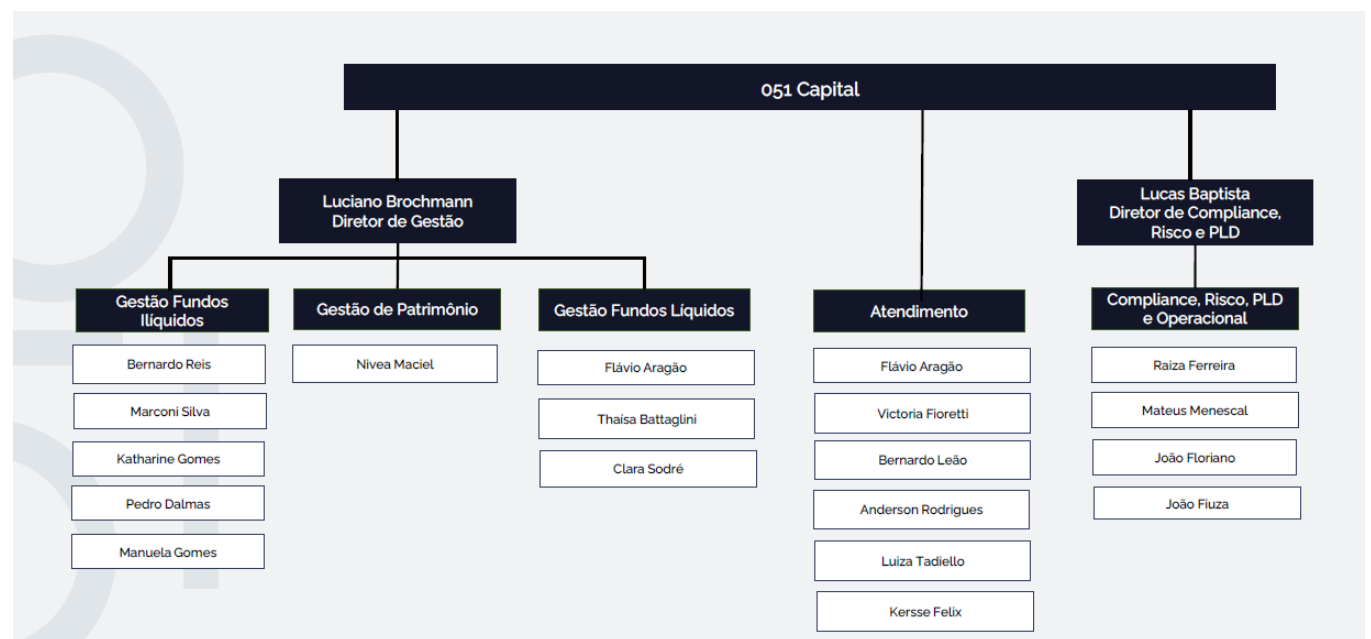 051 Capital
Luciano Brochmann
Diretor de Gestão
Lucas Baptista
Diretor de Compliance,
Risco e PLD
Gestão Fundos
Ilíquidos
Bernardo Reis
Marconi Silva
Katharine Gomes
Pedro Dalmas
Manuela Gomes
Gestão de Patrimônio
Nivea Maciel
Gestão Fundos Líquidos
Flávio Aragão
Thaísa Battaglini
Clara Sodré
Atendimento
Flávio Aragão
Victoria Fioretti
Bernardo Leão
Anderson Rodrigues
Luiza Tadiello
Kersse Felix
Compliance, Risco, PLD
e Operacional
Raiza Ferreira
Mateus Menescal
João Floriano
João Fiuza